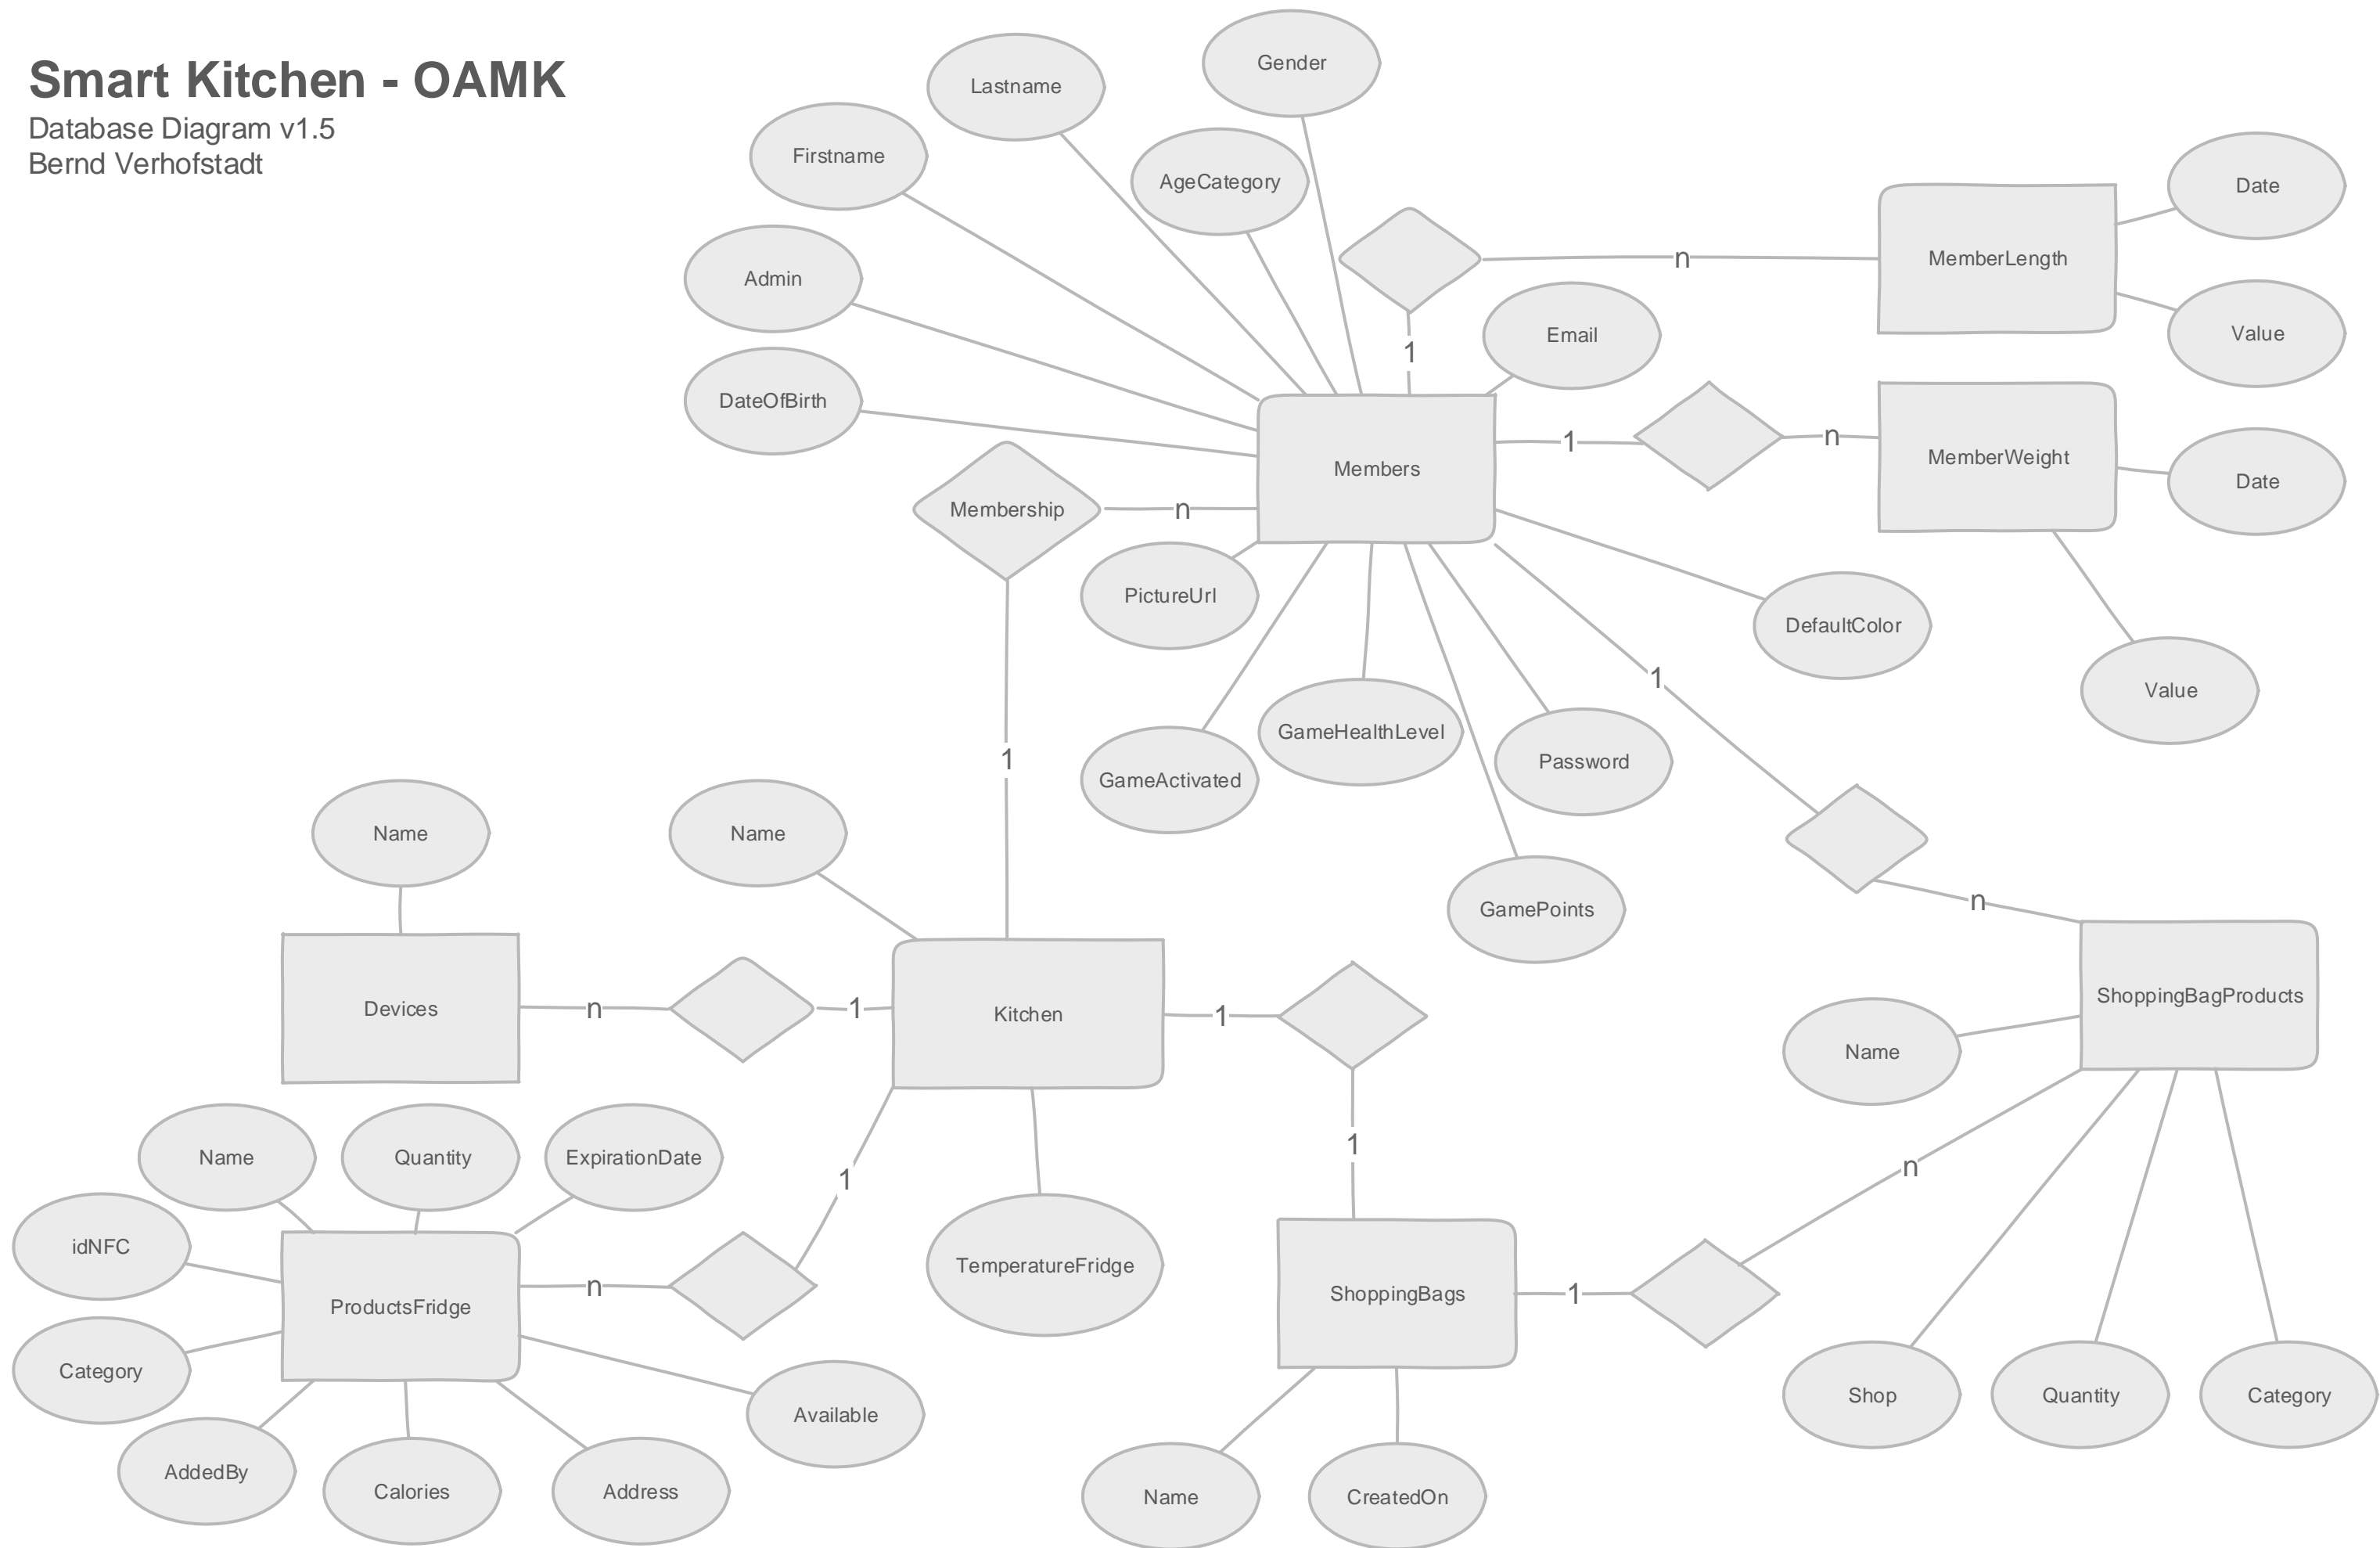 Smart Kitchen - OAMK
Database Diagram v1.5
Bernd Verhofstadt
Gender
Lastname
Firstname
AgeCategory
Date
MemberLength
n
Admin
Email
Value
1
DateOfBirth
Members
1
n
MemberWeight
Date
Membership
n
PictureUrl
DefaultColor
1
Value
GameHealthLevel
Password
1
GameActivated
Name
Name
n
GamePoints
ShoppingBagProducts
Devices
n
1
Kitchen
1
Name
1
Name
Quantity
ExpirationDate
n
1
idNFC
TemperatureFridge
n
ProductsFridge
ShoppingBags
1
Category
Shop
Quantity
Category
Available
AddedBy
Calories
Address
Name
CreatedOn